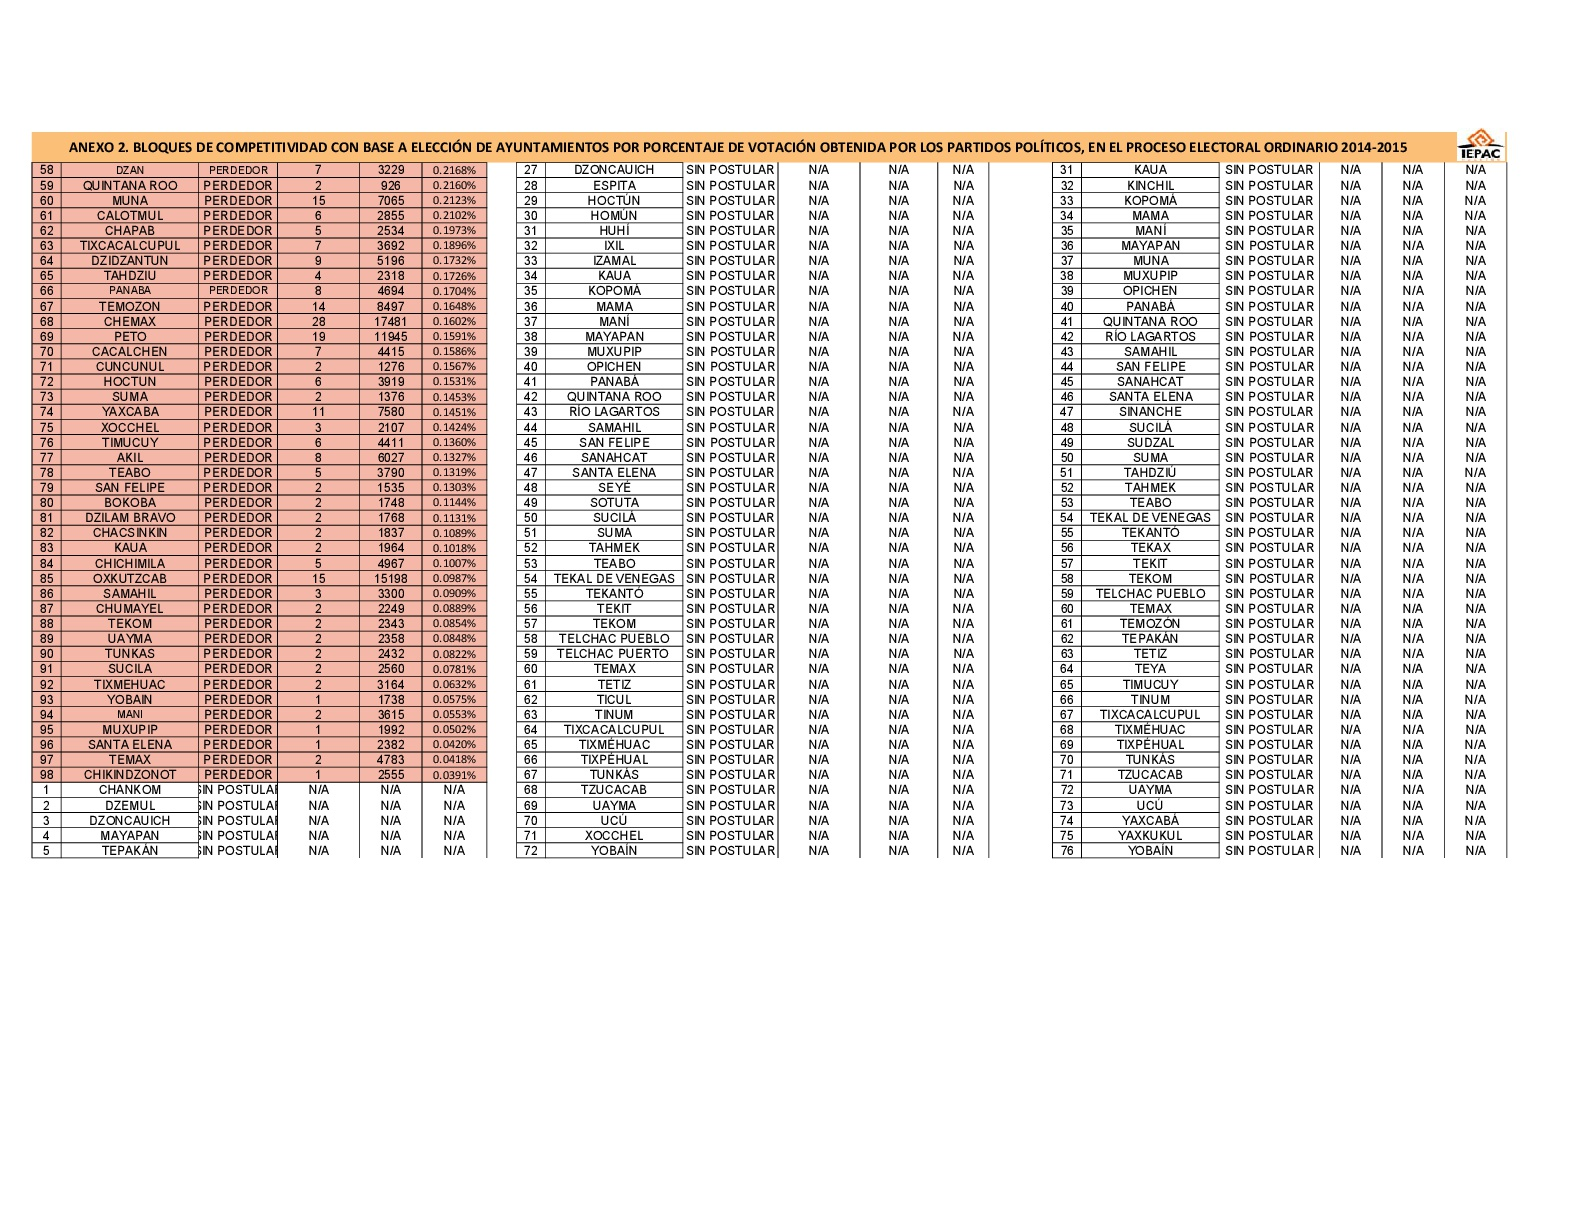 ANEXO 2. BLOQUES DE COMPETITIVIDAD CON BASE A ELECCIÓN DE AYUNTAMIENTOS POR PORCENTAJE DE VOTACIÓN OBTENIDA POR LOS PARTIDOS POLÍTICOS, EN EL PROCESO ELECTORAL ORDINARIO 2014-2015
IEPAC
58 DZAN PERDEDOR 7 3229 0.2168% 27 DZONCAUICH SIN POSTULAR N/A N/A N/A 31 KAUA SIN POSTULAR N/A N/A N/A
59 QUINTANA ROO PERDEDOR 2 926 0.2160% 28 ESPITA SIN POSTULAR N/A N/A N/A 32 KINCHIL SIN POSTULAR N/A N/A N/A
60 MUNA PERDEDOR 15 7065 0.2123% 29 HOCTÚN SIN POSTULAR N/A N/A N/A 33 KOPOMÁ SIN POSTULAR N/A N/A N/A
61 CALOTMUL PERDEDOR 6 2855 0.2102% 30 HOMÚN SIN POSTULAR N/A N/A N/A 34 MAMA SIN POSTULAR N/A N/A N/A
62 CHAPAB PERDEDOR 5 2534 0.1973% 31 HUHÍ SIN POSTULAR N/A N/A N/A 35 MANÍ SIN POSTULAR N/A N/A N/A
63 TIXCACALCUPUL PERDEDOR 7 3692 0.1896% 32 IXIL SIN POSTULAR N/A N/A N/A 36 MAYAPAN SIN POSTULAR N/A N/A N/A
64 DZIDZANTUN PERDEDOR 9 5196 0.1732% 33 IZAMAL SIN POSTULAR N/A N/A N/A 37 MUNA SIN POSTULAR N/A N/A N/A
65 TAHDZIU PERDEDOR 4 2318 0.1726% 34 KAUA SIN POSTULAR N/A N/A N/A 38 MUXUPIP SIN POSTULAR N/A N/A N/A
66 PANABA PERDEDOR 8 4694 0.1704% 35 KOPOMÁ SIN POSTULAR N/A N/A N/A 39 OPICHEN SIN POSTULAR N/A N/A N/A
67 TEMOZON PERDEDOR 14 8497 0.1648% 36 MAMA SIN POSTULAR N/A N/A N/A 40 PANABÁ SIN POSTULAR N/A N/A N/A
68 CHEMAX PERDEDOR 28 17481 0.1602% 37 MANÍ SIN POSTULAR N/A N/A N/A 41 QUINTANA ROO SIN POSTULAR N/A N/A N/A
69 PETO PERDEDOR 19 11945 0.1591% 38 MAYAPAN SIN POSTULAR N/A N/A N/A 42 RÍO LAGARTOS SIN POSTULAR N/A N/A N/A
70 CACALCHEN PERDEDOR 7 4415 0.1586% 39 MUXUPIP SIN POSTULAR N/A N/A N/A 43 SAMAHIL SIN POSTULAR N/A N/A N/A
71 CUNCUNUL PERDEDOR 2 1276 0.1567% 40 OPICHEN SIN POSTULAR N/A N/A N/A 44 SAN FELIPE SIN POSTULAR N/A N/A N/A
72 HOCTUN PERDEDOR 6 3919 0.1531% 41 PANABÁ SIN POSTULAR N/A N/A N/A 45 SANAHCAT SIN POSTULAR N/A N/A N/A
73 SUMA PERDEDOR 2 1376 0.1453% 42 QUINTANA ROO SIN POSTULAR N/A N/A N/A 46 SANTA ELENA SIN POSTULAR N/A N/A N/A
74 YAXCABA PERDEDOR 11 7580 0.1451% 43 RÍO LAGARTOS SIN POSTULAR N/A N/A N/A 47 SINANCHE SIN POSTULAR N/A N/A N/A
75 XOCCHEL PERDEDOR 3 2107 0.1424% 44 SAMAHIL SIN POSTULAR N/A N/A N/A 48 SUCILÁ SIN POSTULAR N/A N/A N/A
76 TIMUCUY PERDEDOR 6 4411 0.1360% 45 SAN FELIPE SIN POSTULAR N/A N/A N/A 49 SUDZAL SIN POSTULAR N/A N/A N/A
77 AKIL PERDEDOR 8 6027 0.1327% 46 SANAHCAT SIN POSTULAR N/A N/A N/A 50 SUMA SIN POSTULAR N/A N/A N/A
78 TEABO PERDEDOR 5 3790 0.1319% 47 SANTA ELENA SIN POSTULAR N/A N/A N/A 51 TAHDZIÚ SIN POSTULAR N/A N/A N/A
79 SAN FELIPE PERDEDOR 2 1535 0.1303% 48 SEYÉ SIN POSTULAR N/A N/A N/A 52 TAHMEK SIN POSTULAR N/A N/A N/A
80 BOKOBA PERDEDOR 2 1748 0.1144% 49 SOTUTA SIN POSTULAR N/A N/A N/A 53 TEABO SIN POSTULAR N/A N/A N/A
81 DZILAM BRAVO PERDEDOR 2 1768 0.1131% 50 SUCILÁ SIN POSTULAR N/A N/A N/A 54 TEKAL DE VENEGAS SIN POSTULAR N/A N/A N/A
82 CHACSINKIN PERDEDOR 2 1837 0.1089% 51 SUMA SIN POSTULAR N/A N/A N/A 55 TEKANTÓ SIN POSTULAR N/A N/A N/A
83 KAUA PERDEDOR 2 1964 0.1018% 52 TAHMEK SIN POSTULAR N/A N/A N/A 56 TEKAX SIN POSTULAR N/A N/A N/A
84 CHICHIMILA PERDEDOR 5 4967 0.1007% 53 TEABO SIN POSTULAR N/A N/A N/A 57 TEKIT SIN POSTULAR N/A N/A N/A
85 OXKUTZCAB PERDEDOR 15 15198 0.0987% 54 TEKAL DE VENEGAS SIN POSTULAR N/A N/A N/A 58 TEKOM SIN POSTULAR N/A N/A N/A
86 SAMAHIL PERDEDOR 3 3300 0.0909% 55 TEKANTÓ SIN POSTULAR N/A N/A N/A 59 TELCHAC PUEBLO SIN POSTULAR N/A N/A N/A
87 CHUMAYEL PERDEDOR 2 2249 0.0889% 56 TEKIT SIN POSTULAR N/A N/A N/A 60 TEMAX SIN POSTULAR N/A N/A N/A
88 TEKOM PERDEDOR 2 2343 0.0854% 57 TEKOM SIN POSTULAR N/A N/A N/A 61 TEMOZÓN SIN POSTULAR N/A N/A N/A
89 UAYMA PERDEDOR 2 2358 0.0848% 58 TELCHAC PUEBLO SIN POSTULAR N/A N/A N/A 62 TEPAKÁN SIN POSTULAR N/A N/A N/A
90 TUNKAS PERDEDOR 2 2432 0.0822% 59 TELCHAC PUERTO SIN POSTULAR N/A N/A N/A 63 TETIZ SIN POSTULAR N/A N/A N/A
91 SUCILA PERDEDOR 2 2560 0.0781% 60 TEMAX SIN POSTULAR N/A N/A N/A 64 TEYA SIN POSTULAR N/A N/A N/A
92 TIXMEHUAC PERDEDOR 2 3164 0.0632% 61 TETIZ SIN POSTULAR N/A N/A N/A 65 TIMUCUY SIN POSTULAR N/A N/A N/A
93 YOBAIN PERDEDOR 1 1738 0.0575% 62 TICUL SIN POSTULAR N/A N/A N/A 66 TINUM SIN POSTULAR N/A N/A N/A
94 MANI PERDEDOR 2 3615 0.0553% 63 TINUM SIN POSTULAR N/A N/A N/A 67 TIXCACALCUPUL SIN POSTULAR N/A N/A N/A
95 MUXUPIP PERDEDOR 1 1992 0.0502% 64 TIXCACALCUPUL SIN POSTULAR N/A N/A N/A 68 TIXMÉHUAC SIN POSTULAR N/A N/A N/A
96 SANTA ELENA PERDEDOR 1 2382 0.0420% 65 TIXMÉHUAC SIN POSTULAR N/A N/A N/A 69 TIXPÉHUAL SIN POSTULAR N/A N/A N/A
97 TEMAX PERDEDOR 2 4783 0.0418% 66 TIXPÉHUAL SIN POSTULAR N/A N/A N/A 70 TUNKÁS SIN POSTULAR N/A N/A N/A
98 CHIKINDZONOT PERDEDOR 1 2555 0.0391% 67 TUNKÁS SIN POSTULAR N/A N/A N/A 71 TZUCACAB SIN POSTULAR N/A N/A N/A
1 CHANKOM SIN POSTULAR N/A N/A N/A 68 TZUCACAB SIN POSTULAR N/A N/A N/A 72 UAYMA SIN POSTULAR N/A N/A N/A
2 DZEMUL SIN POSTULAR N/A N/A N/A 69 UAYMA SIN POSTULAR N/A N/A N/A 73 UCÚ SIN POSTULAR N/A N/A N/A
3 DZONCAUICH SIN POSTULAR N/A N/A N/A 70 UCÚ SIN POSTULAR N/A N/A N/A 74 YAXCABÁ SIN POSTULAR N/A N/A N/A
4 MAYAPAN SIN POSTULAR N/A N/A N/A 71 XOCCHEL SIN POSTULAR N/A N/A N/A 75 YAXKUKUL SIN POSTULAR N/A N/A N/A
5 TEPAKÁN SIN POSTULAR N/A N/A N/A 72 YOBAÍN SIN POSTULAR N/A N/A N/A 76 YOBAÍN SIN POSTULAR N/A N/A N/A